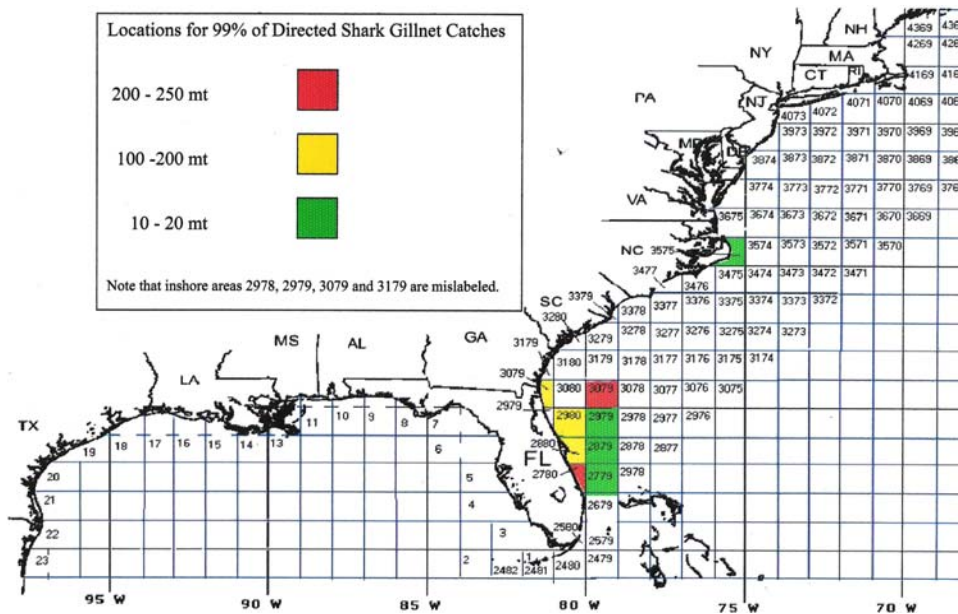 Locations for 99% of Directed Shark Gillnet Catches
200 - 250 mt
100 -200 mt
10 - 20 mt
Note that inshore areas 2978, 2979, 3079 and 3179 are mislabeled.
NH 4369
NY MA 4269
CT RI 4169
PA NJ 4071 4070 4069
4073 4072
3973 3972 3971 3970 3969
3874 3873 3872 3871 3870 3869
3774 3773 3772 3771 3770 3769
VA
3675 3674 3673 3672 3671 3670 3669
NC 3575 3574 3573 3572 3571 3570
3477 3476 3475 3474 3473 3472 3471
SC 3379 3378 3377 3376 3375 3374 3373 3372
3280 3279 3278 3277 3276 3275 3274 3273
MS AL GA 3179
3180 3179 3178 3177 3176 3175 3174
LA 3079 3080 3079 3078 3077 3076 3075
2979 2980 2979 2978 2977 2976
TX 11 10 9 8 7
19 18 17 16 15 14 13 6 2880 2879 2878 2877
FL
20 5 2780 2779 2978
21 4 2679
22 3 2580 2579
23 2 1 2482 2481 2480 2479
95 W 90 W 85 W 80 W 75 W 70 W